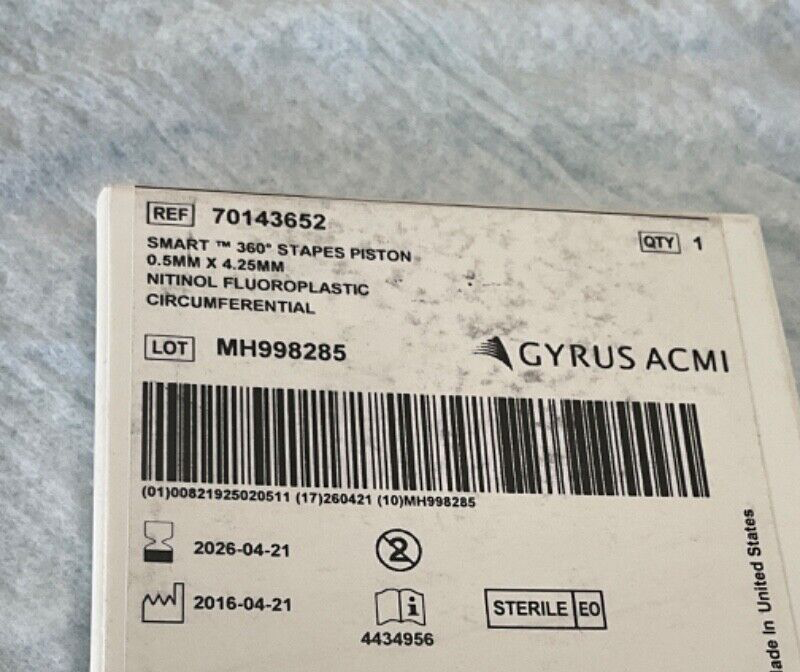 REF 70143652
QTY 1
SMART ™ 360° STAPES PISTON
0.5MM X 4.25MM
NITINOL FLUOROPLASTIC
CIRCUMFERENTIAL
LOT MH998285
GYRUS ACMI
(01)00821925020511 (17)260421 (10)MH998285
2026-04-21
2
2016-04-21
i
4434956
STERILE EO
ade In United States